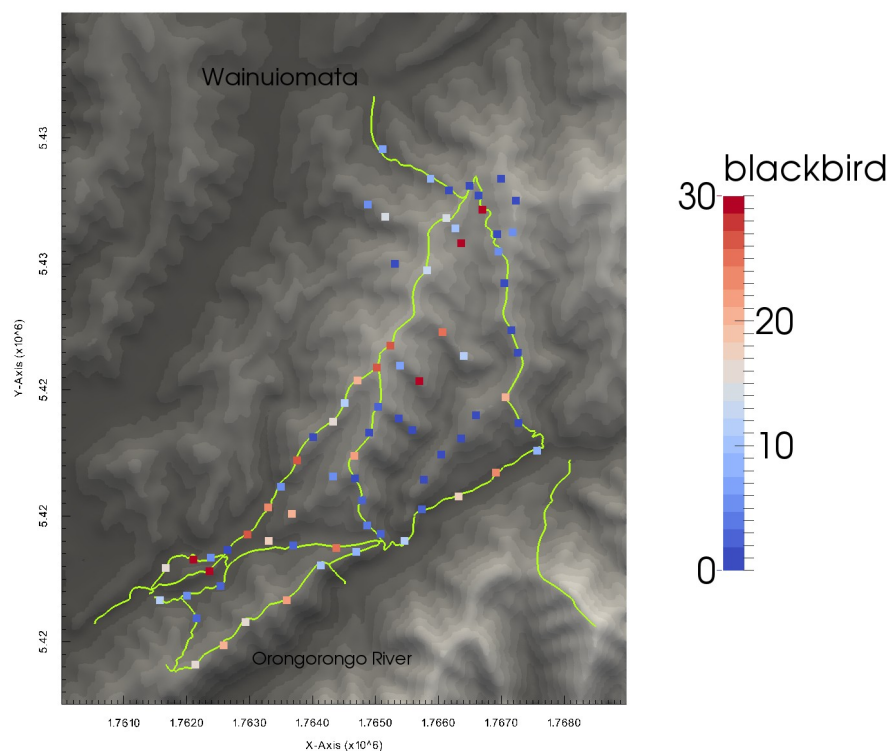 Wainuiomata
blackbird
30
20
10
0
Y-Axis (x10^6)
5.43
5.43
5.42
5.42
5.42
Orongorongo River
1.7610 1.7620 1.7630 1.7640 1.7650 1.7660 1.7670 1.7680
X-Axis (x10^6)